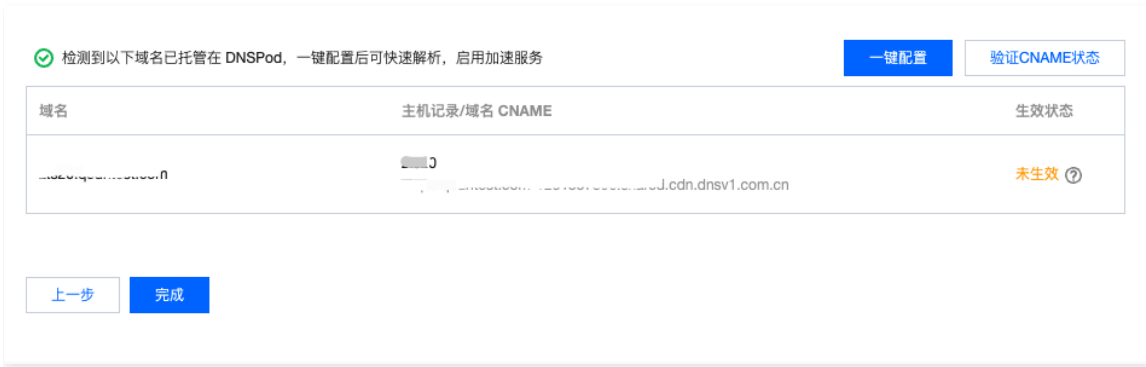 检测到以下域名已托管在 DNSPod，一键配置后可快速解析，启用加速服务
一键配置
验证CNAME状态
域名
主机记录/域名 CNAME
生效状态
.cdn.dnsv1.com.cn
未生效
上一步
完成